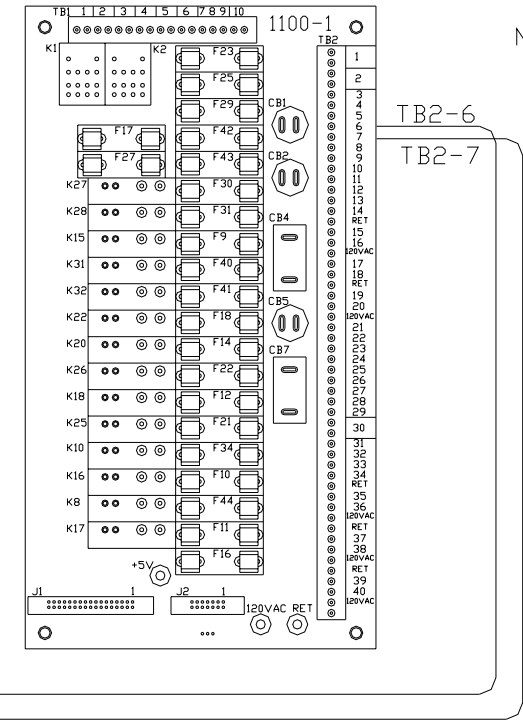 TB1 1 2 3 4 5 6 7 8 9 10
1100-1
N
K1
K2
TB2
F23
1
F25
2
F29
CB1
3
4
TB2-6
5
F17
F42
6
7
F27
F43
CB2
8
TB2-7
9
10
K27
F30
11
12
13
K28
F31
CB4
14
RET
K15
F9
15
16
120VAC
K31
F40
17
18
RET
K32
F41
19
CB5
20
K22
F18
120VAC
21
K20
F14
22
CB7
23
24
K26
F22
25
26
K18
F12
27
28
29
K25
F21
30
K10
F34
31
32
33
K16
F10
34
RET
K8
F44
35
36
120VAC
K17
F11
RET
37
F16
38
120VAC
+5V
RET
39
J1 1
J2 1
40
120VAC
120VAC RET